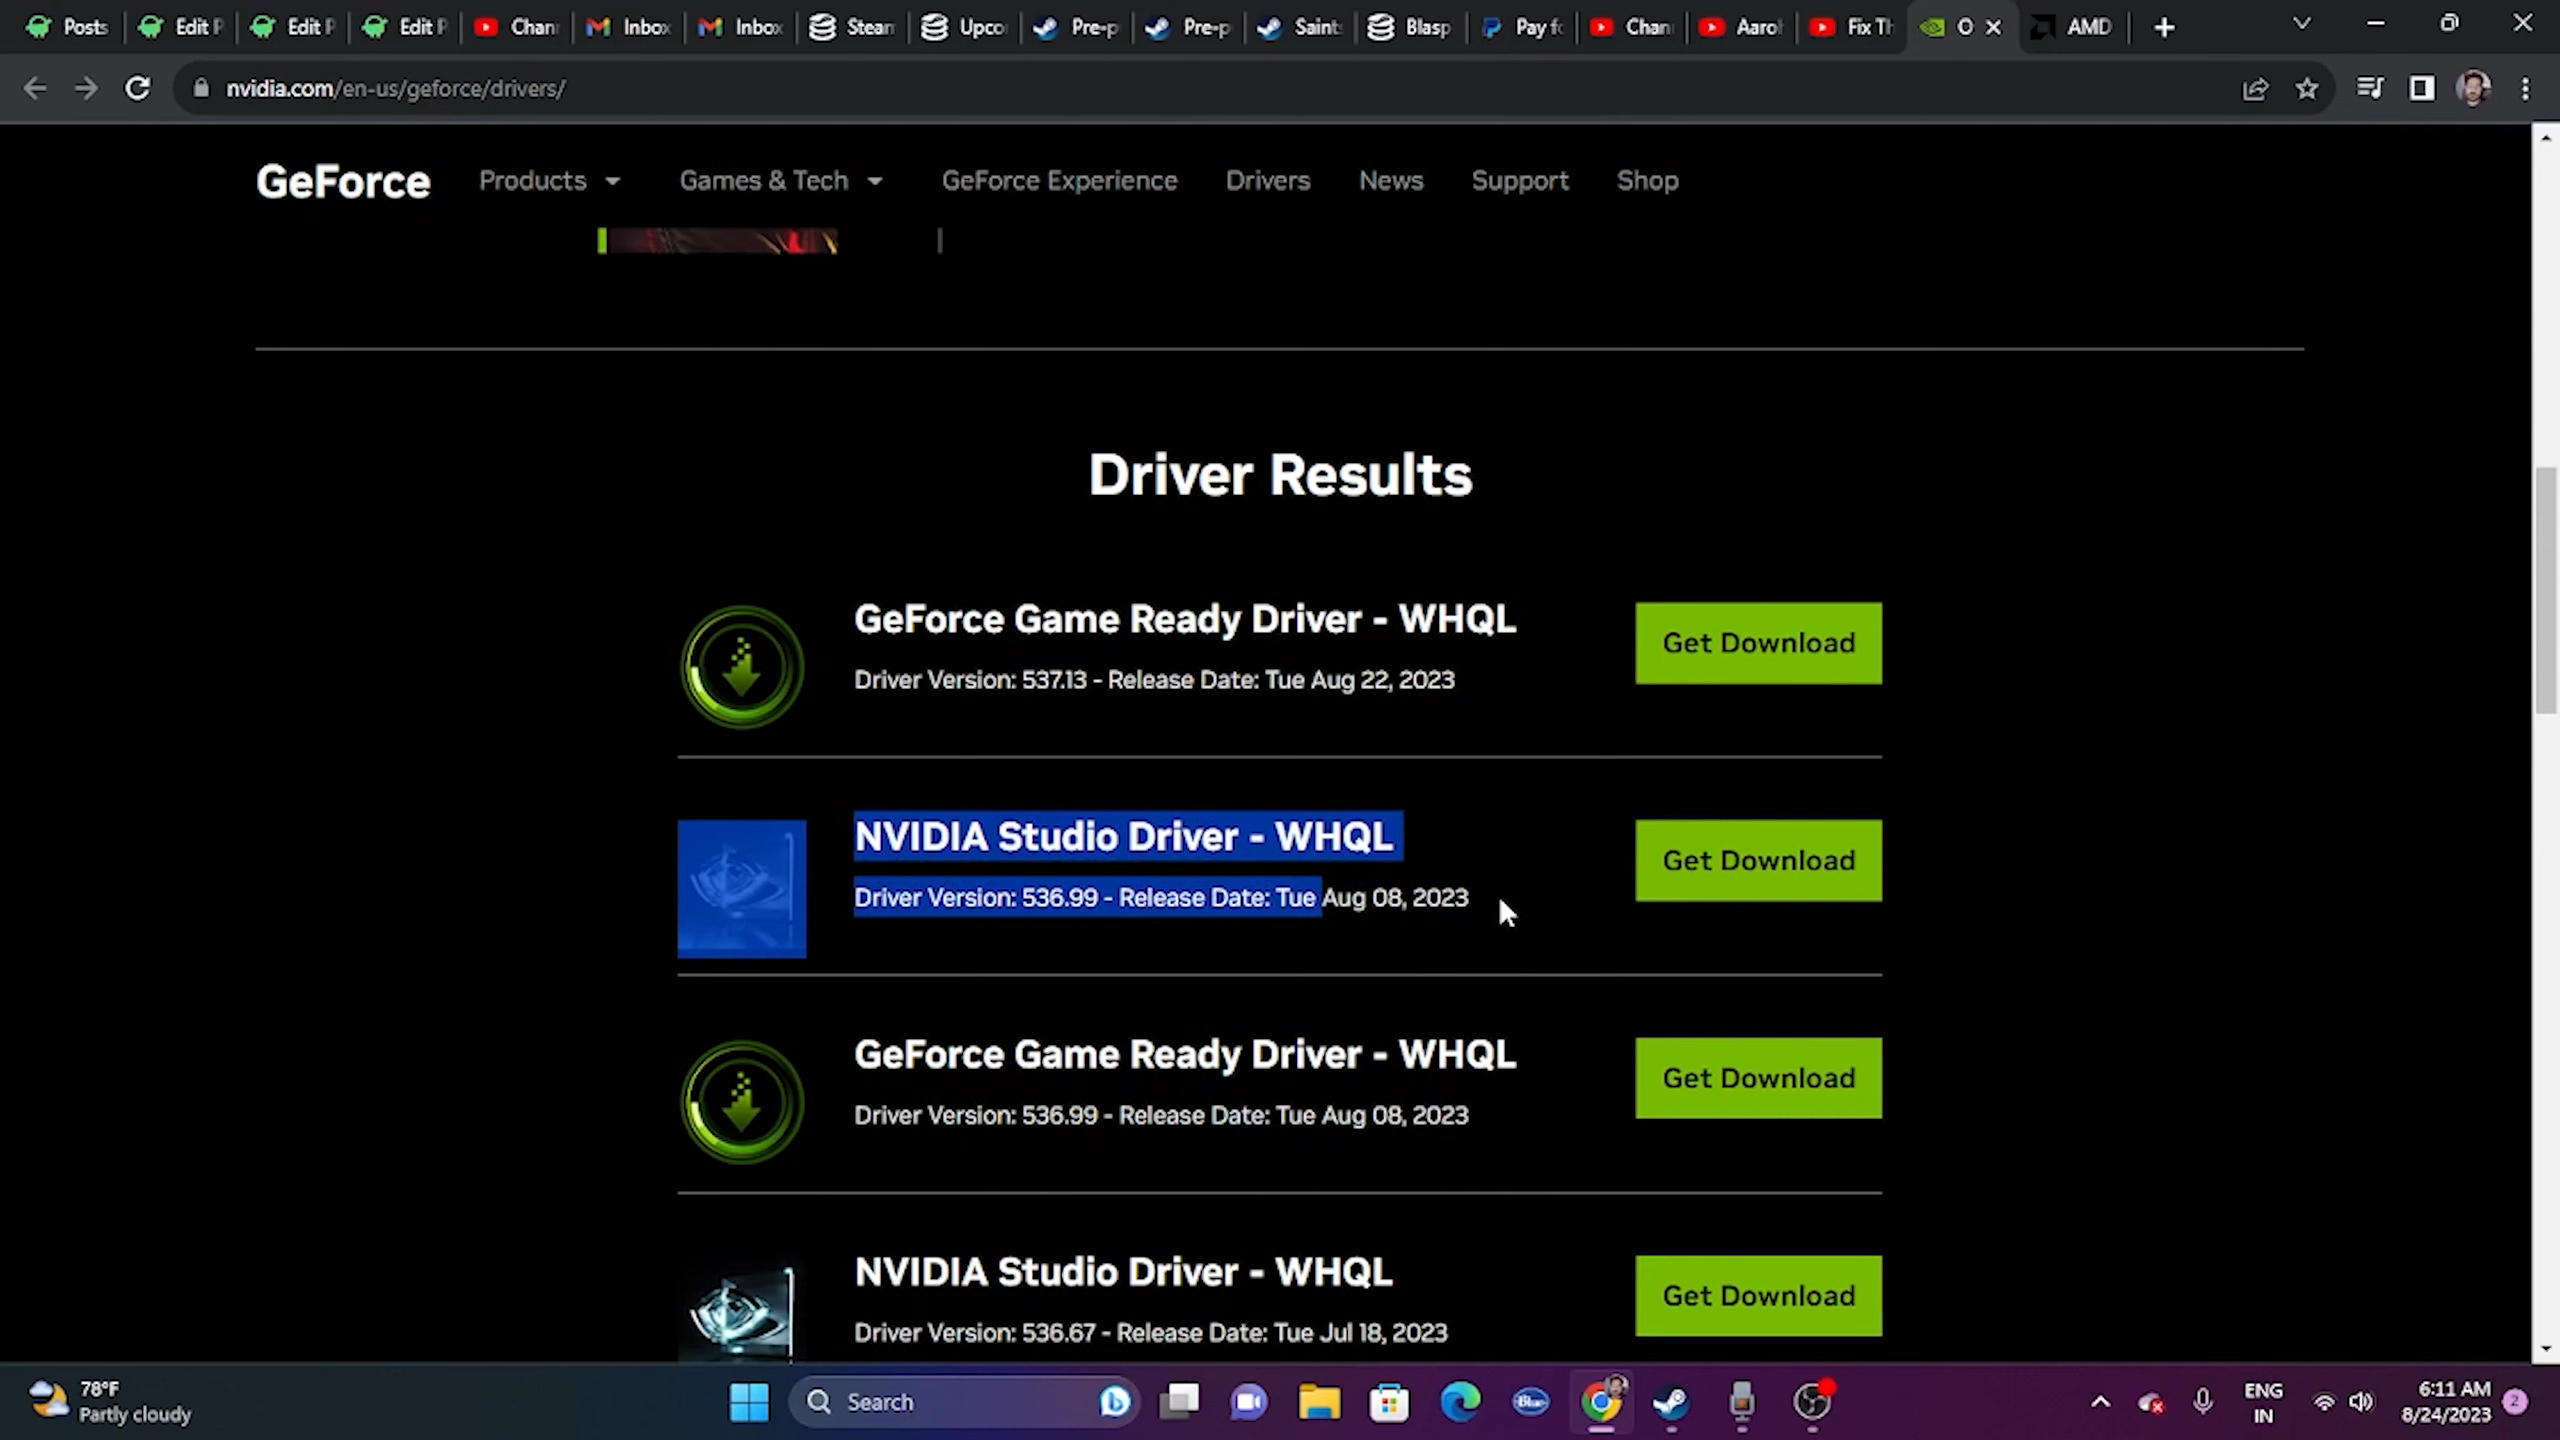 Posts
Edit P
Edit P
Edit P
Chan
Inbox
Inbox
Steam
Upco
Pre-p
Pre-p
Saints
Blasp
Pay fo
Chan
Aaroh
Fix Th
O
AMD
nvidia.com/en-us/geforce/drivers/
GeForce
Products
Games & Tech
GeForce Experience
Drivers
News
Support
Shop
Driver Results
GeForce Game Ready Driver - WHQL
Driver Version: 537.13 - Release Date: Tue Aug 22, 2023
Get Download
NVIDIA Studio Driver - WHQL
Driver Version: 536.99 - Release Date: Tue Aug 08, 2023
Get Download
GeForce Game Ready Driver - WHQL
Driver Version: 536.99 - Release Date: Tue Aug 08, 2023
Get Download
NVIDIA Studio Driver - WHQL
Driver Version: 536.67 - Release Date: Tue Jul 18, 2023
Get Download
78°F
Partly cloudy
Search
Blue
ENG
IN
6:11 AM
8/24/2023
2